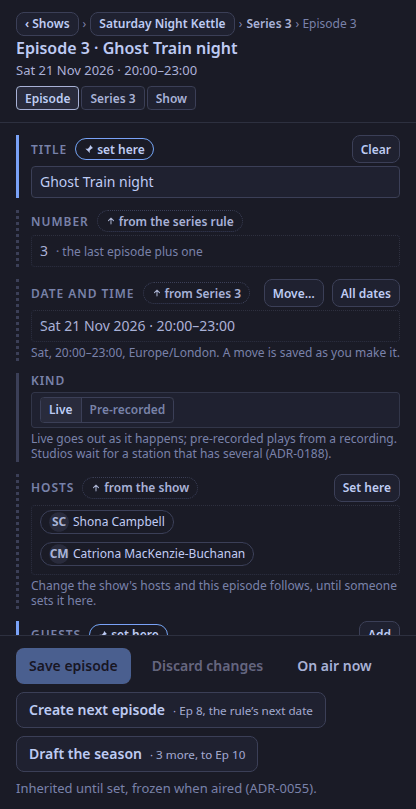 ‹ Shows › Saturday Night Kettle › Series 3 › Episode 3
Episode 3 · Ghost Train night
Sat 21 Nov 2026 · 20:00–23:00
Episode Series 3 Show
TITLE set here Clear
Ghost Train night
NUMBER ↑ from the series rule
3 · the last episode plus one
DATE AND TIME ↑ from Series 3 Move… All dates
Sat 21 Nov 2026 · 20:00–23:00
Sat, 20:00–23:00, Europe/London. A move is saved as you make it.
KIND
Live Pre-recorded
Live goes out as it happens; pre-recorded plays from a recording.
Studios wait for a station that has several (ADR-0188).
HOSTS ↑ from the show Set here
SC Shona Campbell
CM Catriona MacKenzie-Buchanan
Change the show's hosts and this episode follows, until someone
sets it here.
GUESTS set here Add
Save episode Discard changes On air now
Create next episode · Ep 8, the rule's next date
Draft the season · 3 more, to Ep 10
Inherited until set, frozen when aired (ADR-0055).